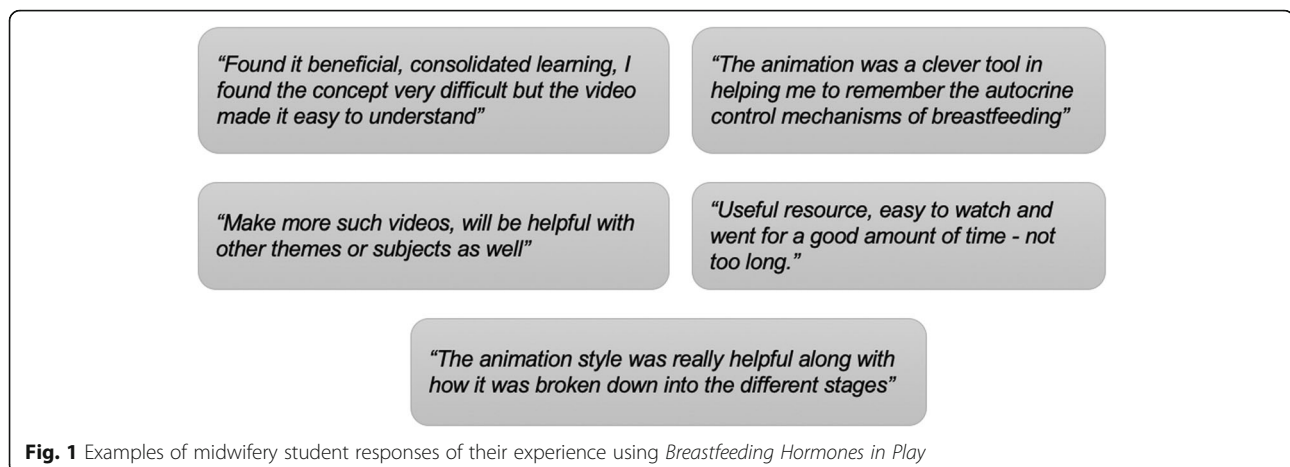 “Found it beneficial, consolidated learning, I
found the concept very difficult but the video
made it easy to understand”
“The animation was a clever tool in
helping me to remember the autocrine
control mechanisms of breastfeeding”
“Make more such videos, will be helpful with
other themes or subjects as well”
“Useful resource, easy to watch and
went for a good amount of time - not
too long.”
“The animation style was really helpful along with
how it was broken down into the different stages”
Fig. 1 Examples of midwifery student responses of their experience using Breastfeeding Hormones in Play